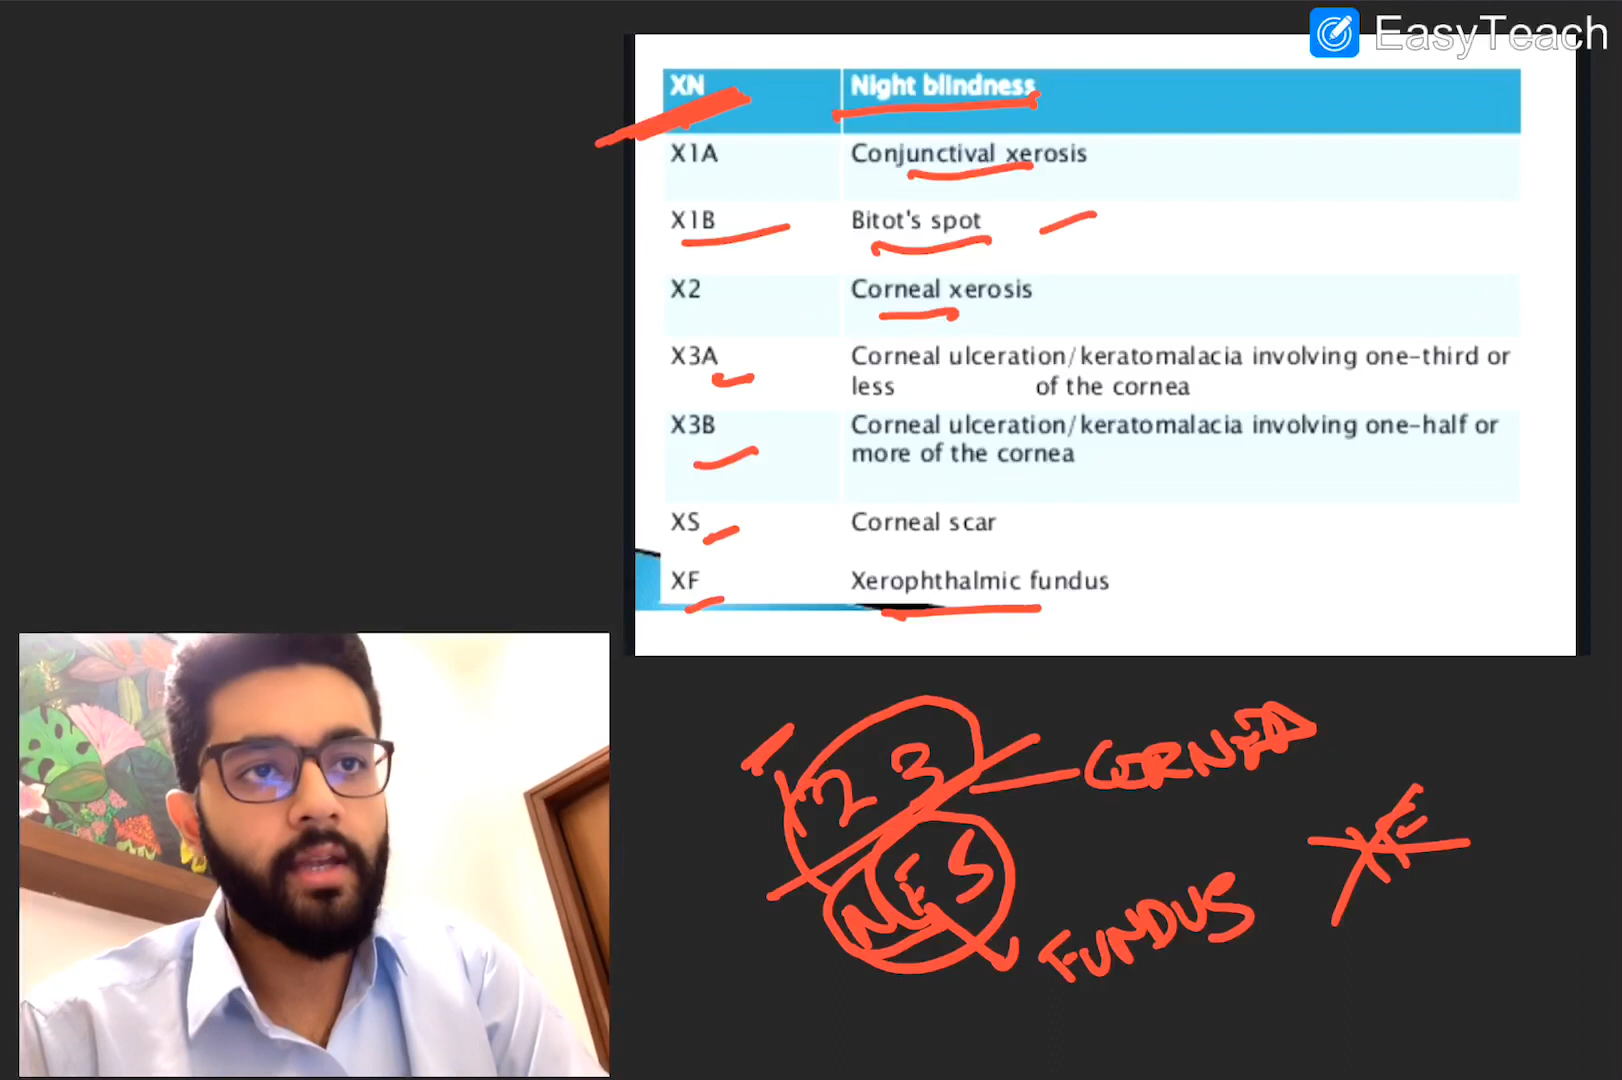 EasyTeach
XN Night blindness
X1A Conjunctival xerosis
X1B Bitot's spot
X2 Corneal xerosis
X3A Corneal ulceration/keratomalacia involving one-third or
less of the cornea
X3B Corneal ulceration/keratomalacia involving one-half or
more of the cornea
XS Corneal scar
XF Xerophthalmic fundus
1 2 3 CORNEA
N F S
FUNDUS
XF